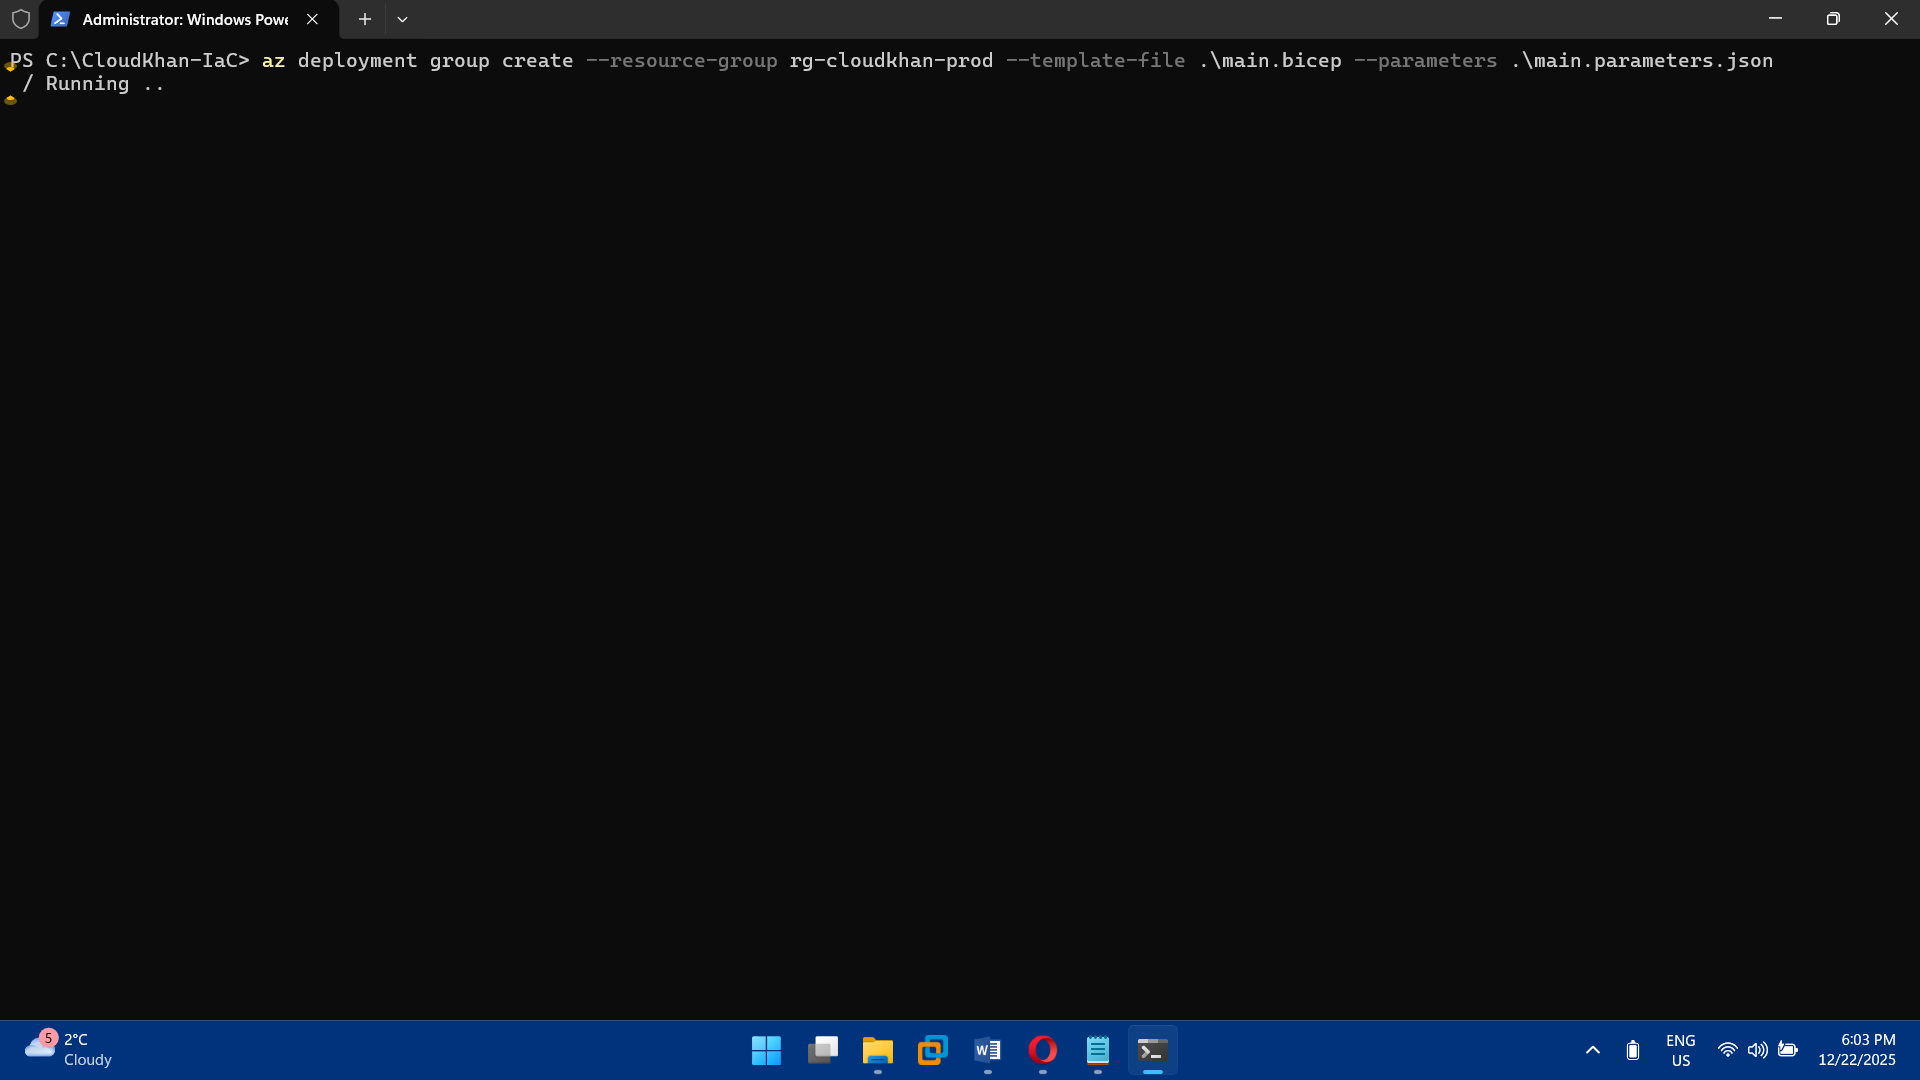 Administrator: Windows Powe
PS C:\CloudKhan-IaC> az deployment group create --resource-group rg-cloudkhan-prod --template-file .\main.bicep --parameters .\main.parameters.json
/ Running ..
5
2°C
Cloudy
W
ENG
US
6:03 PM
12/22/2025